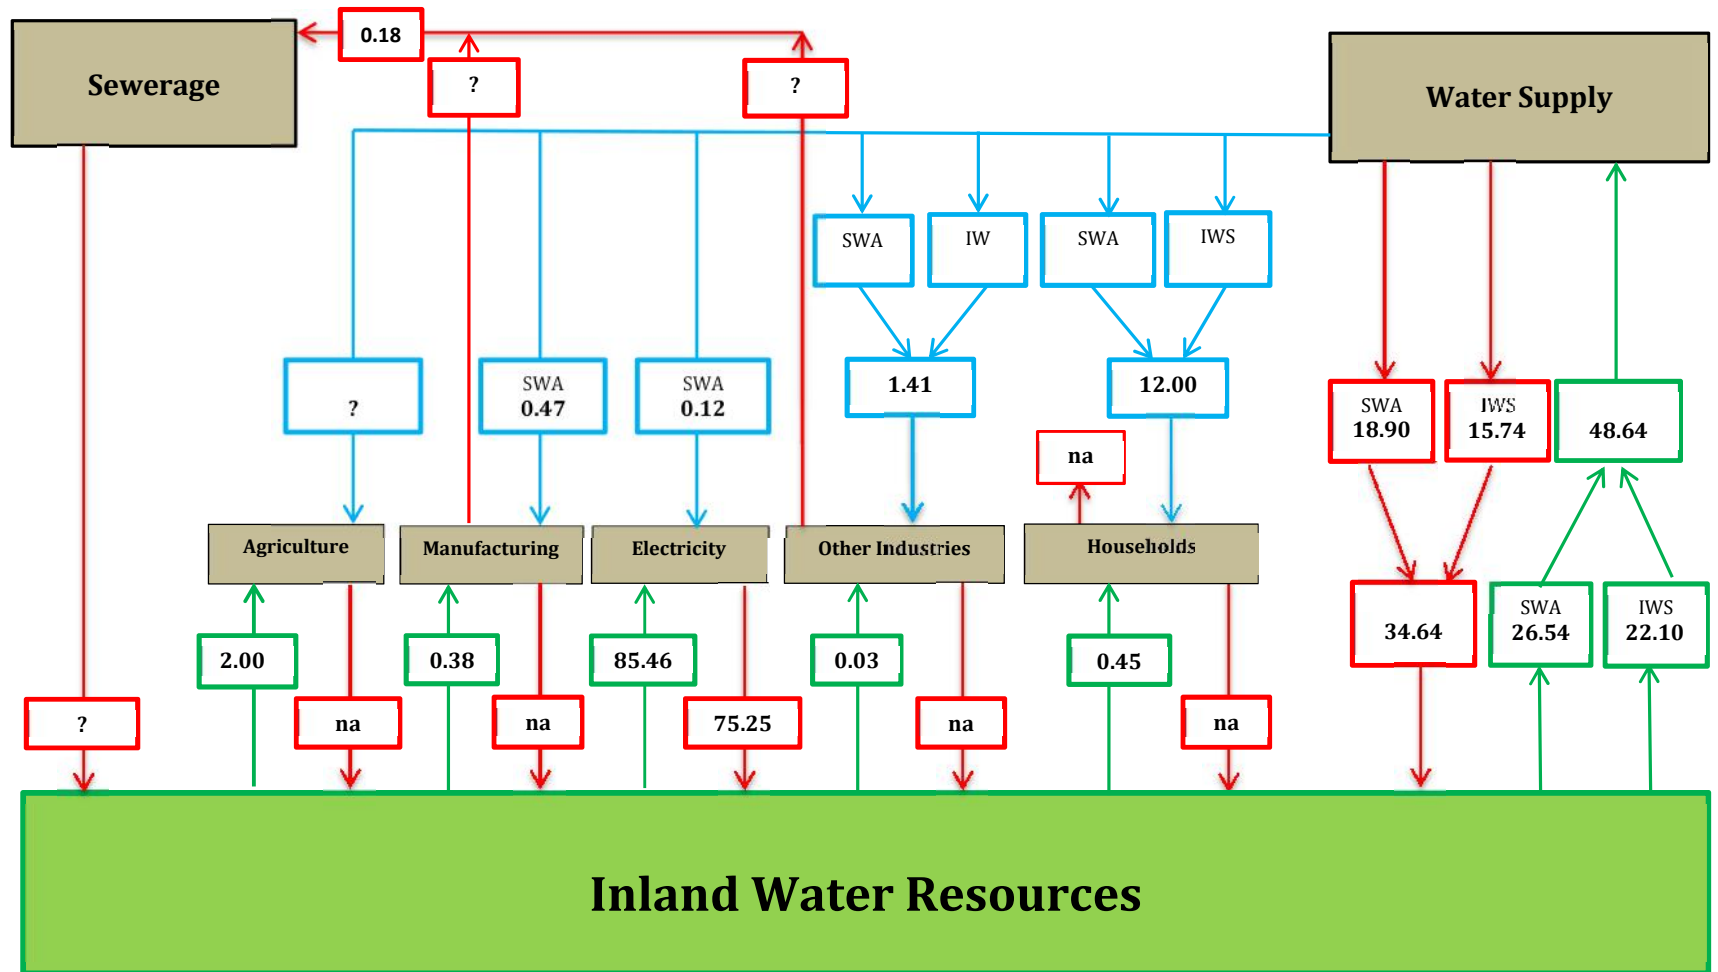 0.18
Sewerage
?
?
Water Supply
SWA
IW
SWA
IWS
?
SWA
0.47
SWA
0.12
1.41
12.00
SWA
18.90
IWS
15.74
48.64
na
Agriculture
Manufacturing
Electricity
Other Industries
Households
2.00
0.38
85.46
0.03
0.45
34.64
SWA
26.54
IWS
22.10
?
na
na
75.25
na
na
Inland Water Resources